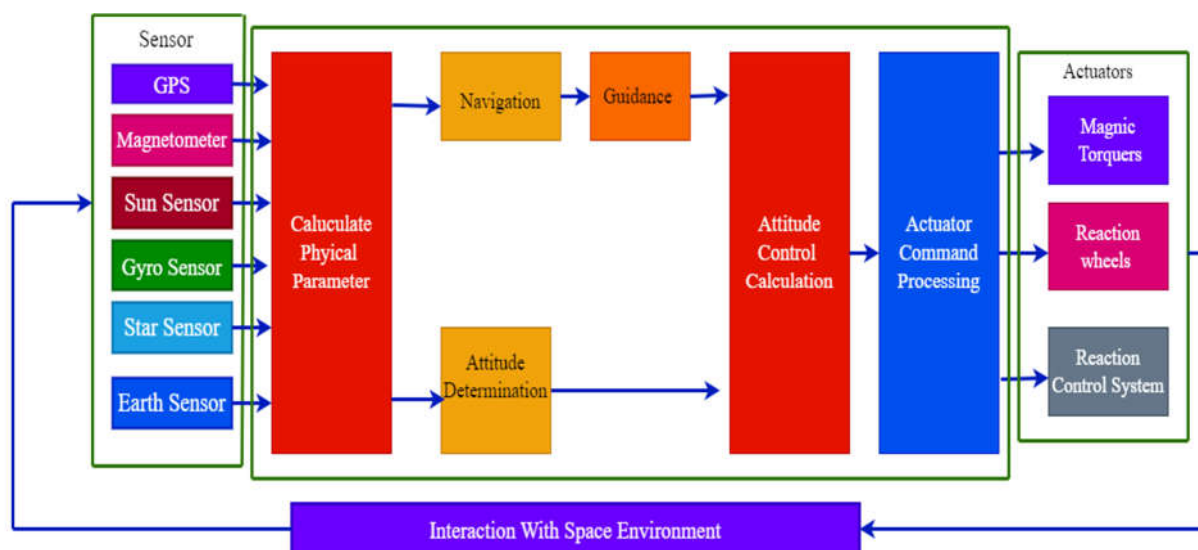 Sensor
GPS
Magnetometer
Sun Sensor
Gyro Sensor
Star Sensor
Earth Sensor
Caluculate
Phyical
Parameter
Navigation
Guidance
Attitude
Determination
Attitude
Control
Calculation
Actuator
Command
Processing
Actuators
Magnic
Torquers
Reaction
wheels
Reaction
Control System
Interaction With Space Environment